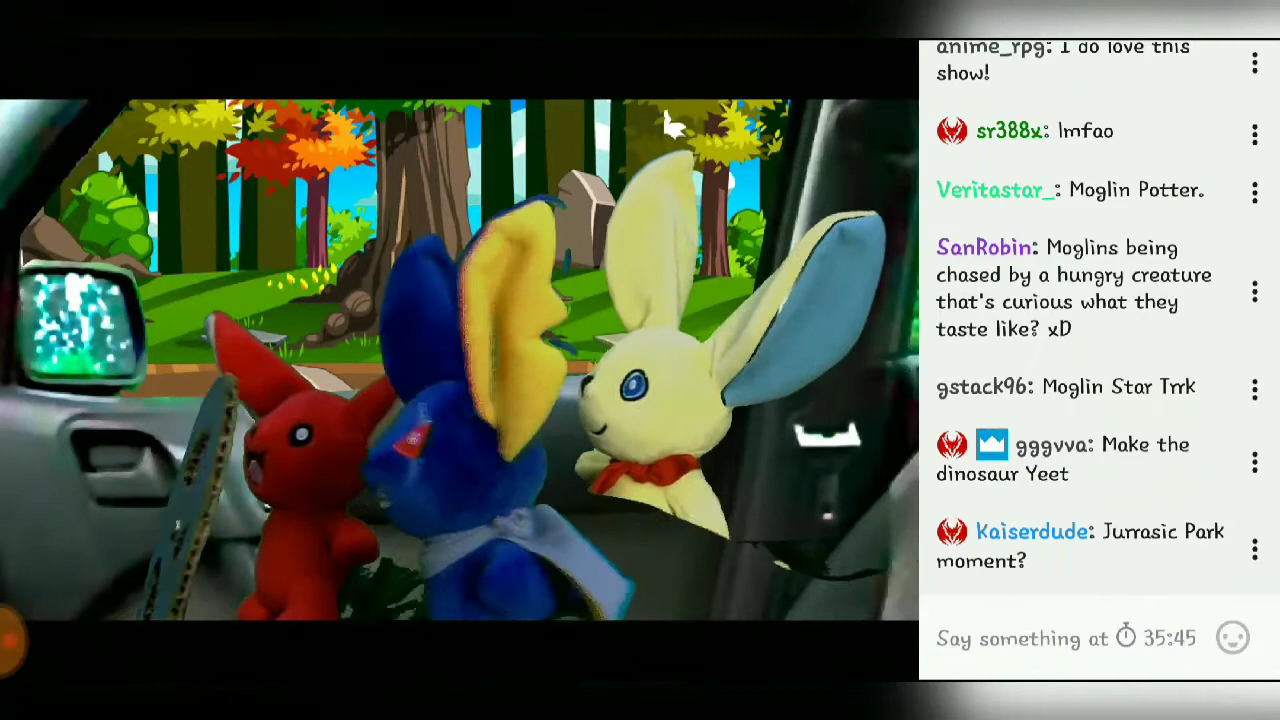 anime_rpg: I do love this
show!
sr388x: lmfao
Veritastar_: Moglin Potter.
SanRobin: Moglins being
chased by a hungry creature
that's curious what they
taste like? xD
gstack96: Moglin Star Trrk
gggvva: Make the
dinosaur Yeet
Kaiserdude: Jurrasic Park
moment?
Say something at 35:45